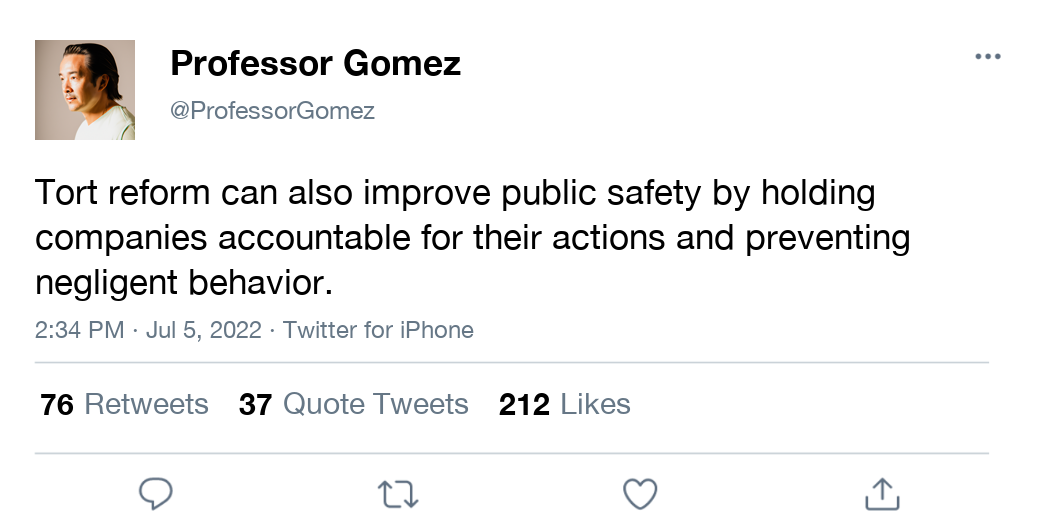 Professor Gomez
@ProfessorGomez
Tort reform can also improve public safety by holding
companies accountable for their actions and preventing
negligent behavior.
2:34 PM · Jul 5, 2022 · Twitter for iPhone
76 Retweets 37 Quote Tweets 212 Likes